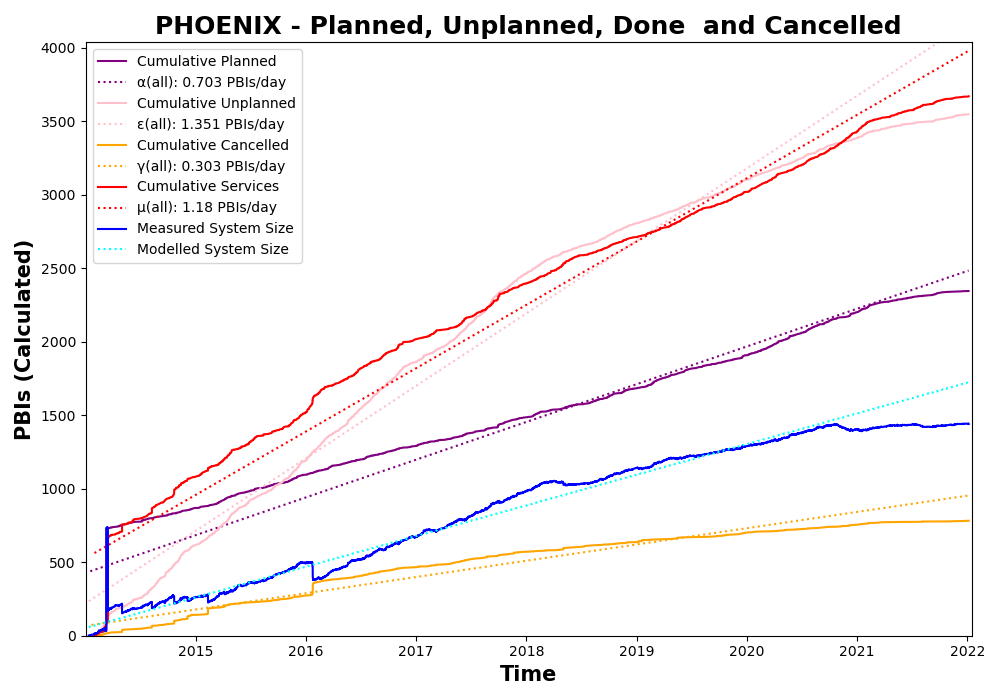 PHOENIX - Planned, Unplanned, Done  and Cancelled
PBIs (Calculated)
4000
3500
3000
2500
2000
1500
1000
500
0
Cumulative Planned
α(all): 0.703 PBIs/day
Cumulative Unplanned
ε(all): 1.351 PBIs/day
Cumulative Cancelled
γ(all): 0.303 PBIs/day
Cumulative Services
μ(all): 1.18 PBIs/day
Measured System Size
Modelled System Size
2015 2016 2017 2018 2019 2020 2021 2022
Time